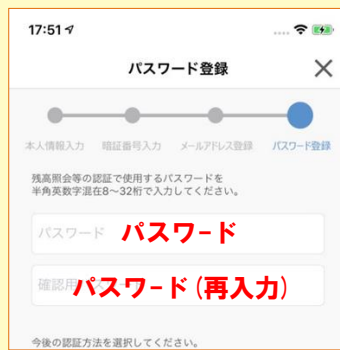 17:51
パスワード登録
本人情報入力 暗証番号入力 メールアドレス登録 パスワード登録
残高照会等の認証で使用するパスワードを
半角英数字混在8~32桁で入力してください。
パスワード パスワード
確認用 パスワード(再入力)
今後の認証方法を選択してください。